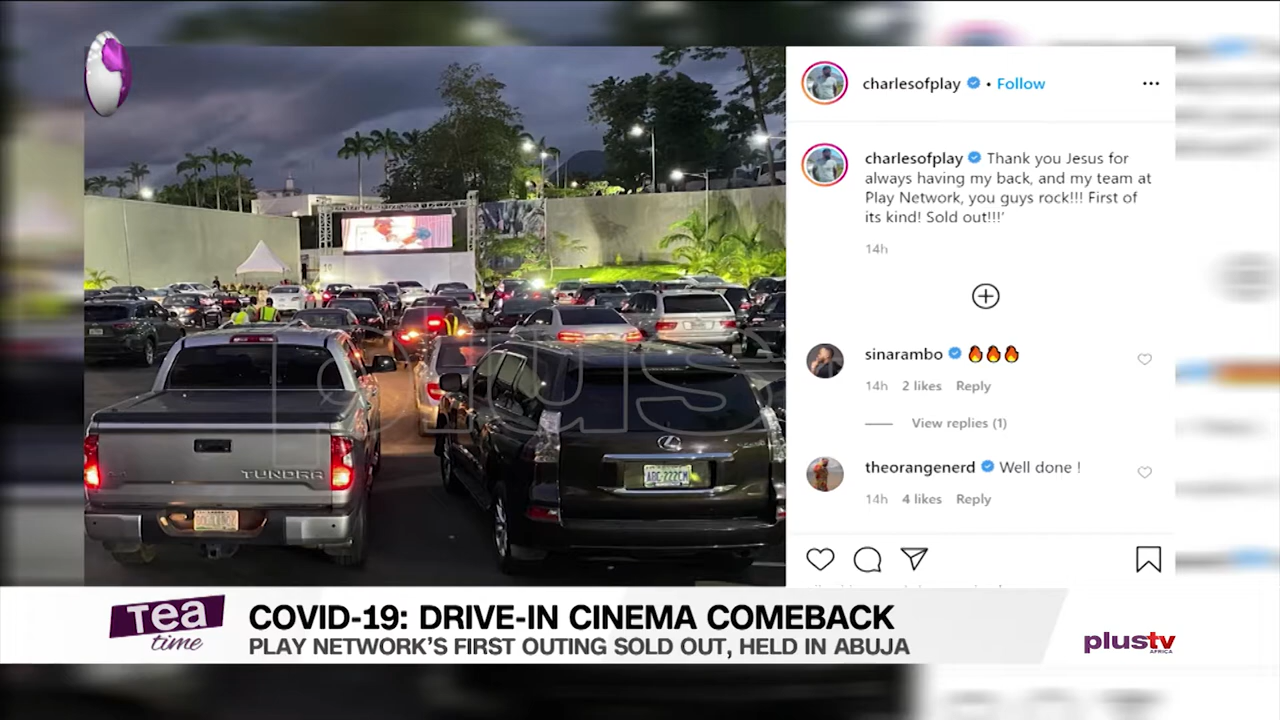 charlesofplay • Follow
charlesofplay Thank you Jesus for
always having my back, and my team at
Play Network, you guys rock!!! First of
its kind! Sold out!!!'
14h
sinarambo 🔥🔥🔥
14h 2 likes Reply
View replies (1)
theorangenerd Well done !
14h 4 likes Reply
TUNDRA
ABC-222CM
plus
Tea
time
COVID-19: DRIVE-IN CINEMA COMEBACK
PLAY NETWORK'S FIRST OUTING SOLD OUT, HELD IN ABUJA
plustv
AFRICA